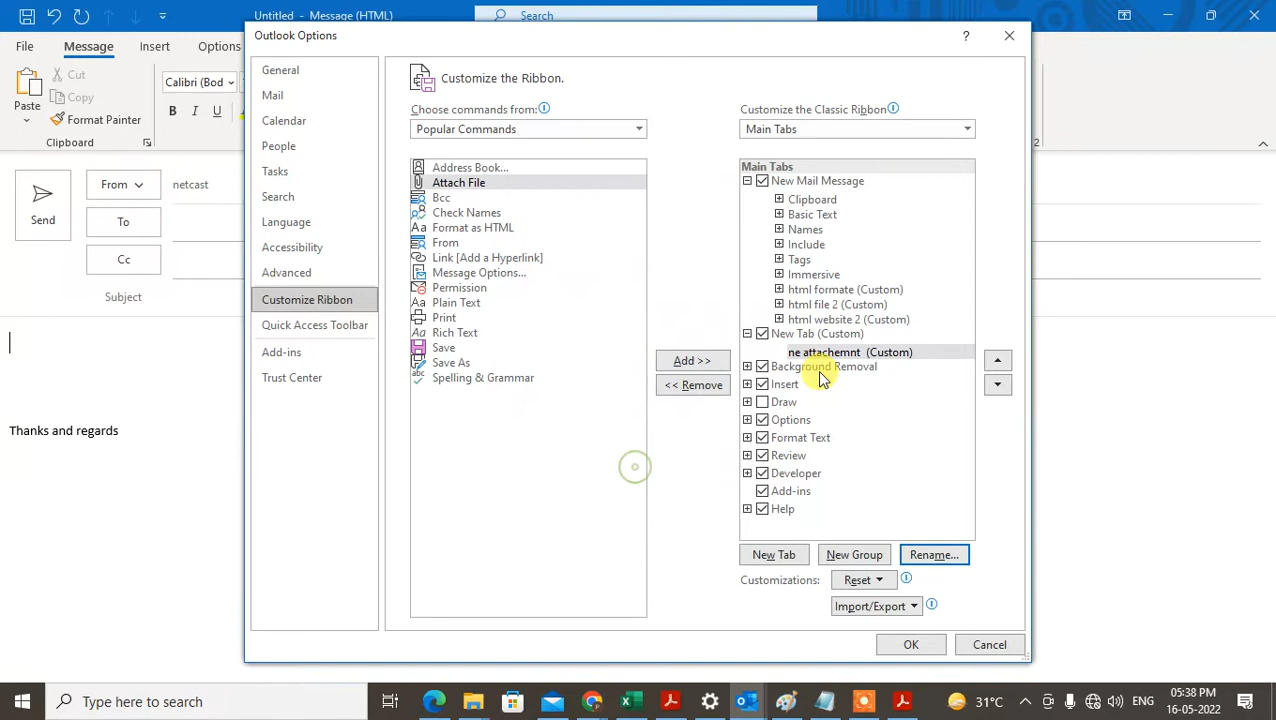 Untitled - Message (HTML)
Search
File
Message
Insert
Options
Paste
Cut
Copy
Format Painter
Clipboard
Calibri (Bod
B I U
Send
From
netcast
To
Cc
Subject
Thanks and regards
Outlook Options
?
General
Mail
Calendar
People
Tasks
Search
Language
Accessibility
Advanced
Customize Ribbon
Quick Access Toolbar
Add-ins
Trust Center
Customize the Ribbon.
Choose commands from:
Popular Commands
Address Book...
Attach File
Bcc
Check Names
Format as HTML
From
Link [Add a Hyperlink]
Message Options...
Permission
Plain Text
Print
Rich Text
Save
Save As
Spelling & Grammar
Add >>
<< Remove
Customize the Classic Ribbon
Main Tabs
Main Tabs
New Mail Message
Clipboard
Basic Text
Names
Include
Tags
Immersive
html formate (Custom)
html file 2 (Custom)
html website 2 (Custom)
New Tab (Custom)
ne attachemnt (Custom)
Background Removal
Insert
Draw
Options
Format Text
Review
Developer
Add-ins
Help
New Tab
New Group
Rename...
Customizations:
Reset
Import/Export
OK
Cancel
2
Type here to search
31°C
ENG
05:38 PM
16-05-2022